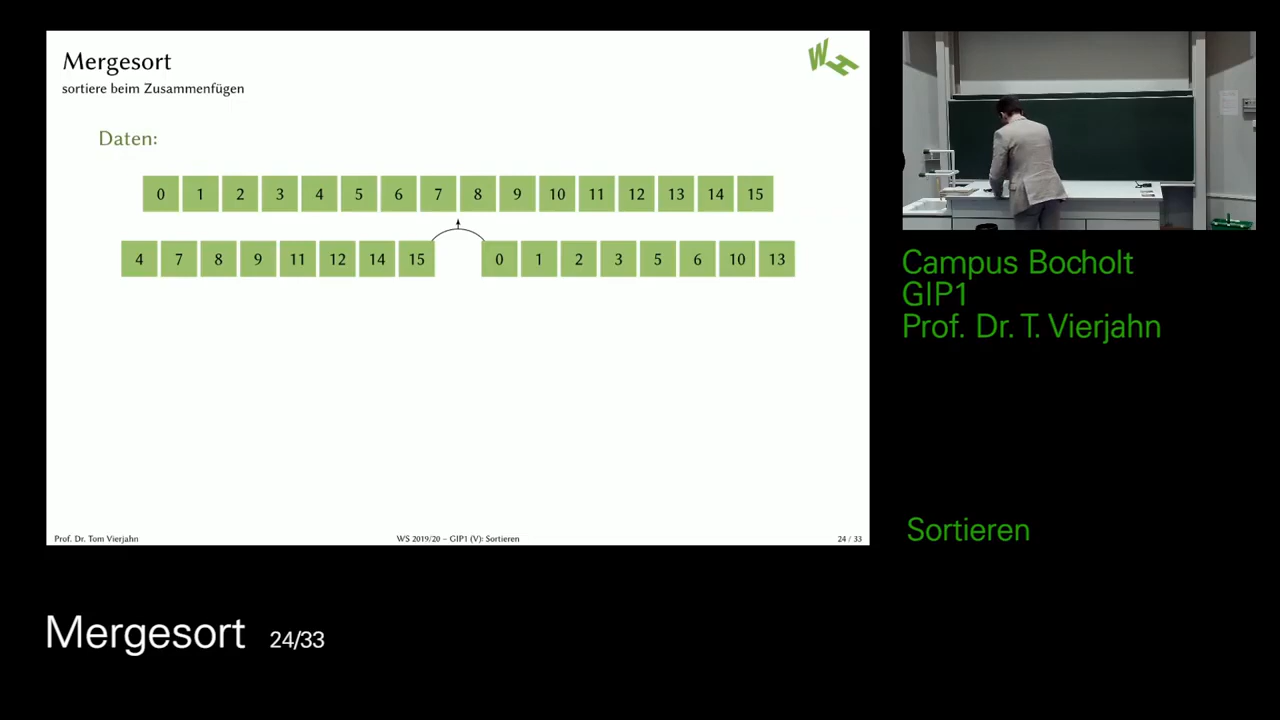 Mergesort
sortiere beim Zusammenfügen
WH
Daten:
0 1 2 3 4 5 6 7 8 9 10 11 12 13 14 15
4 7 8 9 11 12 14 15 0 1 2 3 5 6 10 13
Prof. Dr. Tom Vierjahn WS 2019/20 – GIP1 (V): Sortieren 24 / 33
Campus Bocholt
GIP1
Prof. Dr. T. Vierjahn
Sortieren
Mergesort 24/33